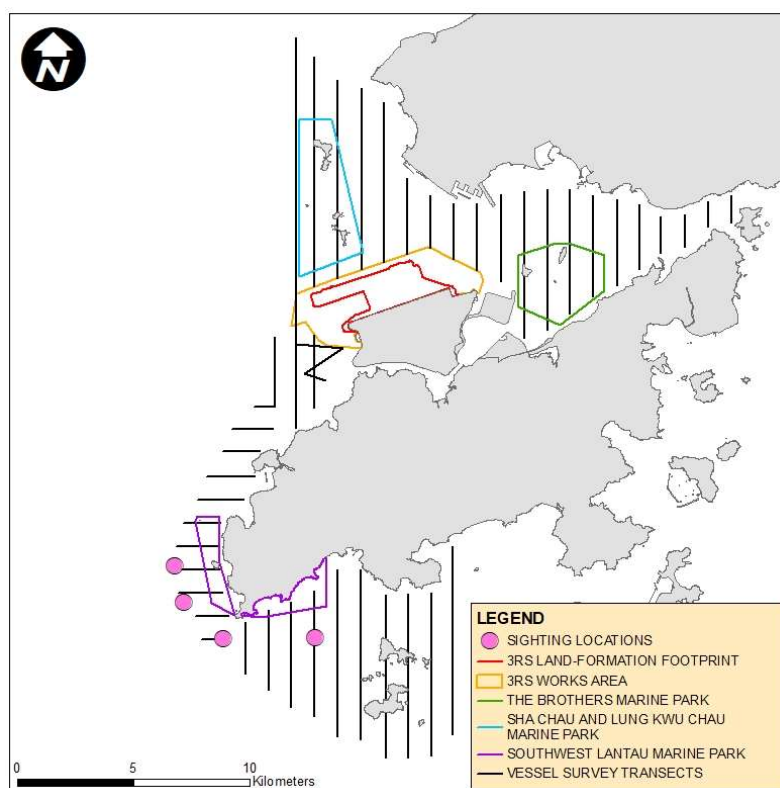 N
LEGEND
SIGHTING LOCATIONS
3RS LAND-FORMATION FOOTPRINT
3RS WORKS AREA
THE BROTHERS MARINE PARK
SHA CHAU AND LUNG KWU CHAU
MARINE PARK
SOUTHWEST LANTAU MARINE PARK
VESSEL SURVEY TRANSECTS
0 5 10
Kilometers